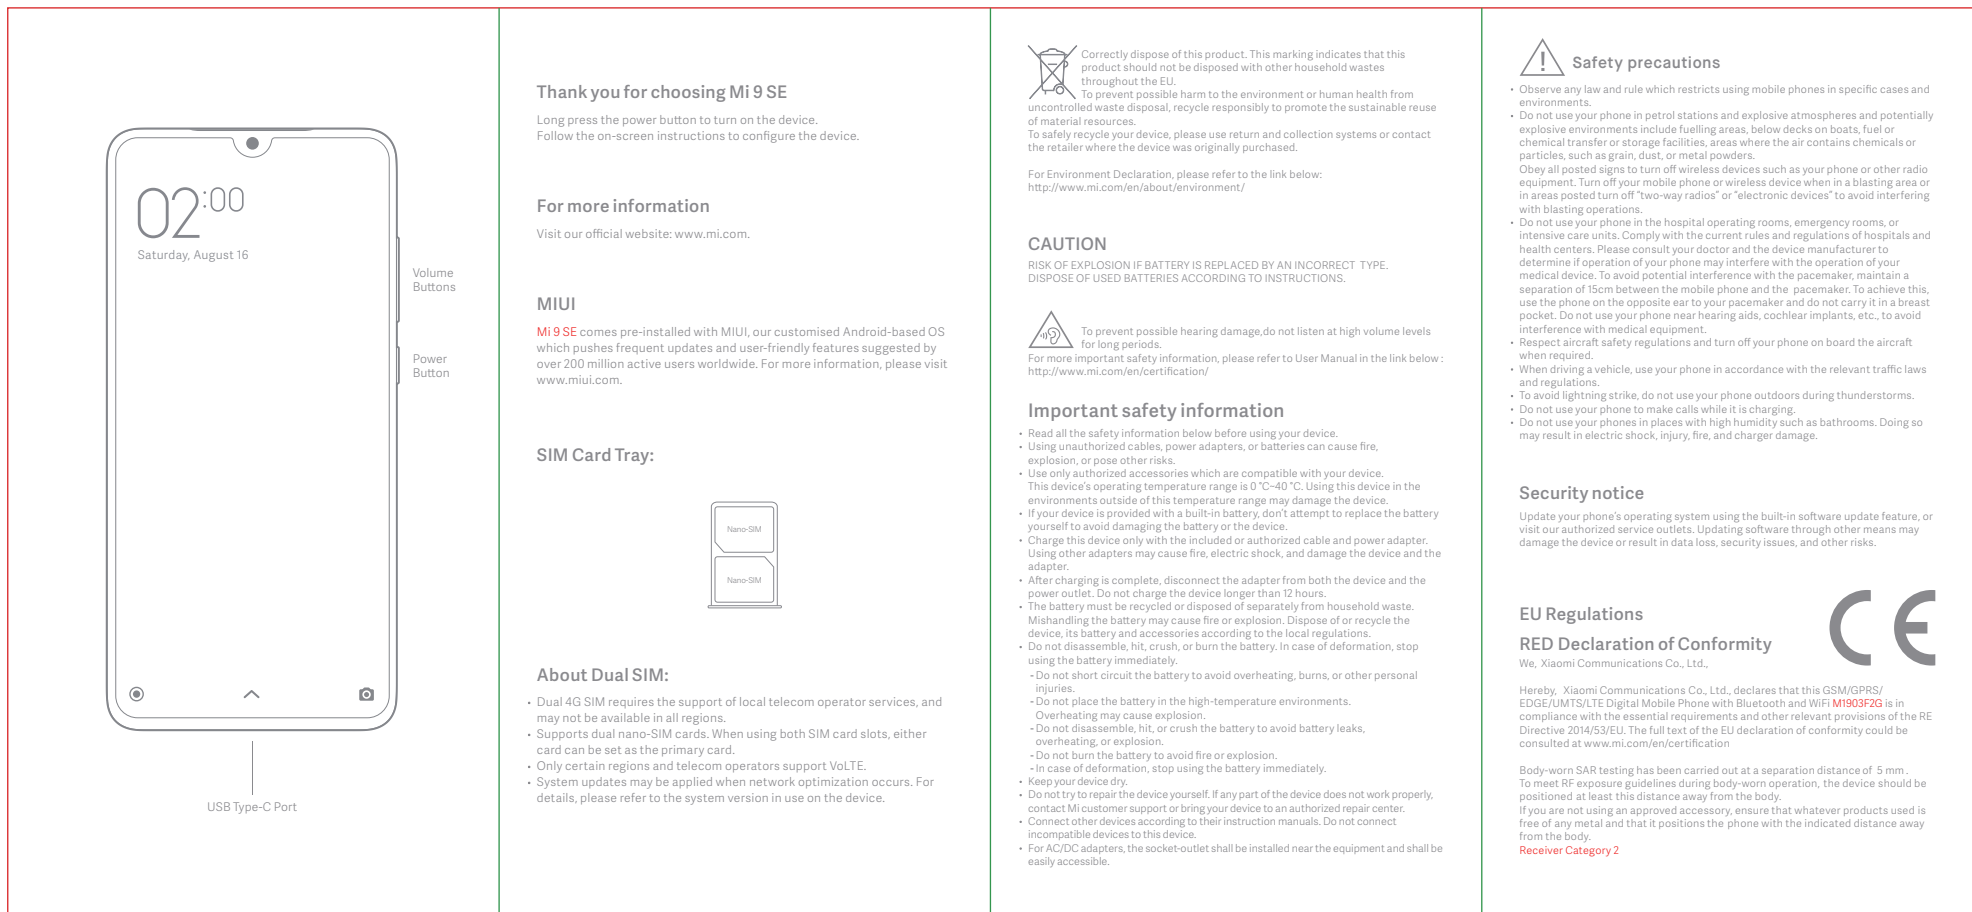 02:00
Saturday, August 16
Volume
Buttons
Power
Button
USB Type-C Port
Thank you for choosing Mi 9 SE
Long press the power button to turn on the device.
Follow the on-screen instructions to configure the device.
For more information
Visit our official website: www.mi.com.
MIUI
Mi 9 SE comes pre-installed with MIUI, our customised Android-based OS
which pushes frequent updates and user-friendly features suggested by
over 200 million active users worldwide. For more information, please visit
www.miui.com.
SIM Card Tray:
Nano-SIM
Nano-SIM
About Dual SIM:
• Dual 4G SIM requires the support of local telecom operator services, and
may not be available in all regions.
• Supports dual nano-SIM cards. When using both SIM card slots, either
card can be set as the primary card.
• Only certain regions and telecom operators support VoLTE.
• System updates may be applied when network optimization occurs. For
details, please refer to the system version in use on the device.
Correctly dispose of this product. This marking indicates that this
product should not be disposed with other household wastes
throughout the EU.
To prevent possible harm to the environment or human health from
uncontrolled waste disposal, recycle responsibly to promote the sustainable reuse
of material resources.
To safely recycle your device, please use return and collection systems or contact
the retailer where the device was originally purchased.
For Environment Declaration, please refer to the link below:
http://www.mi.com/en/about/environment/
CAUTION
RISK OF EXPLOSION IF BATTERY IS REPLACED BY AN INCORRECT TYPE.
DISPOSE OF USED BATTERIES ACCORDING TO INSTRUCTIONS.
To prevent possible hearing damage,do not listen at high volume levels
for long periods.
For more important safety information, please refer to User Manual in the link below :
http://www.mi.com/en/certification/
Important safety information
• Read all the safety information below before using your device.
• Using unauthorized cables, power adapters, or batteries can cause fire,
explosion, or pose other risks.
• Use only authorized accessories which are compatible with your device.
This device's operating temperature range is 0 °C~40 °C. Using this device in the
environments outside of this temperature range may damage the device.
• If your device is provided with a built-in battery, don't attempt to replace the battery
yourself to avoid damaging the battery or the device.
• Charge this device only with the included or authorized cable and power adapter.
Using other adapters may cause fire, electric shock, and damage the device and the
adapter.
• After charging is complete, disconnect the adapter from both the device and the
power outlet. Do not charge the device longer than 12 hours.
• The battery must be recycled or disposed of separately from household waste.
Mishandling the battery may cause fire or explosion. Dispose of or recycle the
device, its battery and accessories according to the local regulations.
• Do not disassemble, hit, crush, or burn the battery. In case of deformation, stop
using the battery immediately.
- Do not short circuit the battery to avoid overheating, burns, or other personal
injuries.
- Do not place the battery in the high-temperature environments.
Overheating may cause explosion.
- Do not disassemble, hit, or crush the battery to avoid battery leaks,
overheating, or explosion.
- Do not burn the battery to avoid fire or explosion.
- In case of deformation, stop using the battery immediately.
• Keep your device dry.
• Do not try to repair the device yourself. If any part of the device does not work properly,
contact Mi customer support or bring your device to an authorized repair center.
• Connect other devices according to their instruction manuals. Do not connect
incompatible devices to this device.
• For AC/DC adapters, the socket-outlet shall be installed near the equipment and shall be
easily accessible.
Safety precautions
• Observe any law and rule which restricts using mobile phones in specific cases and
environments.
• Do not use your phone in petrol stations and explosive atmospheres and potentially
explosive environments include fuelling areas, below decks on boats, fuel or
chemical transfer or storage facilities, areas where the air contains chemicals or
particles, such as grain, dust, or metal powders.
Obey all posted signs to turn off wireless devices such as your phone or other radio
equipment. Turn off your mobile phone or wireless device when in a blasting area or
in areas posted turn off "two-way radios" or "electronic devices" to avoid interfering
with blasting operations.
• Do not use your phone in the hospital operating rooms, emergency rooms, or
intensive care units. Comply with the current rules and regulations of hospitals and
health centers. Please consult your doctor and the device manufacturer to
determine if operation of your phone may interfere with the operation of your
medical device. To avoid potential interference with the pacemaker, maintain a
separation of 15cm between the mobile phone and the pacemaker. To achieve this,
use the phone on the opposite ear to your pacemaker and do not carry it in a breast
pocket. Do not use your phone near hearing aids, cochlear implants, etc., to avoid
interference with medical equipment.
• Respect aircraft safety regulations and turn off your phone on board the aircraft
when required.
• When driving a vehicle, use your phone in accordance with the relevant traffic laws
and regulations.
• To avoid lightning strike, do not use your phone outdoors during thunderstorms.
• Do not use your phone to make calls while it is charging.
• Do not use your phones in places with high humidity such as bathrooms. Doing so
may result in electric shock, injury, fire, and charger damage.
Security notice
Update your phone's operating system using the built-in software update feature, or
visit our authorized service outlets. Updating software through other means may
damage the device or result in data loss, security issues, and other risks.
EU Regulations
CE
RED Declaration of Conformity
We, Xiaomi Communications Co., Ltd.,
Hereby, Xiaomi Communications Co., Ltd., declares that this GSM/GPRS/
EDGE/UMTS/LTE Digital Mobile Phone with Bluetooth and WiFi M1903F2G is in
compliance with the essential requirements and other relevant provisions of the RE
Directive 2014/53/EU. The full text of the EU declaration of conformity could be
consulted at www.mi.com/en/certification
Body-worn SAR testing has been carried out at a separation distance of 5 mm .
To meet RF exposure guidelines during body-worn operation, the device should be
positioned at least this distance away from the body.
If you are not using an approved accessory, ensure that whatever products used is
free of any metal and that it positions the phone with the indicated distance away
from the body.
Receiver Category 2